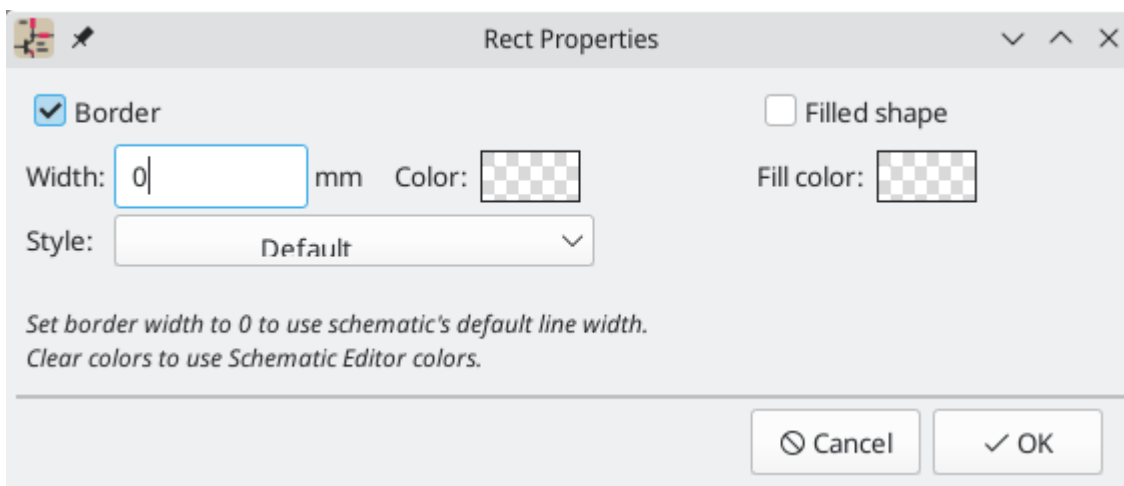 Rect Properties
Border
Filled shape
Width: 0 mm Color:
Fill color:
Style: Default
Set border width to 0 to use schematic's default line width.
Clear colors to use Schematic Editor colors.
Cancel
OK